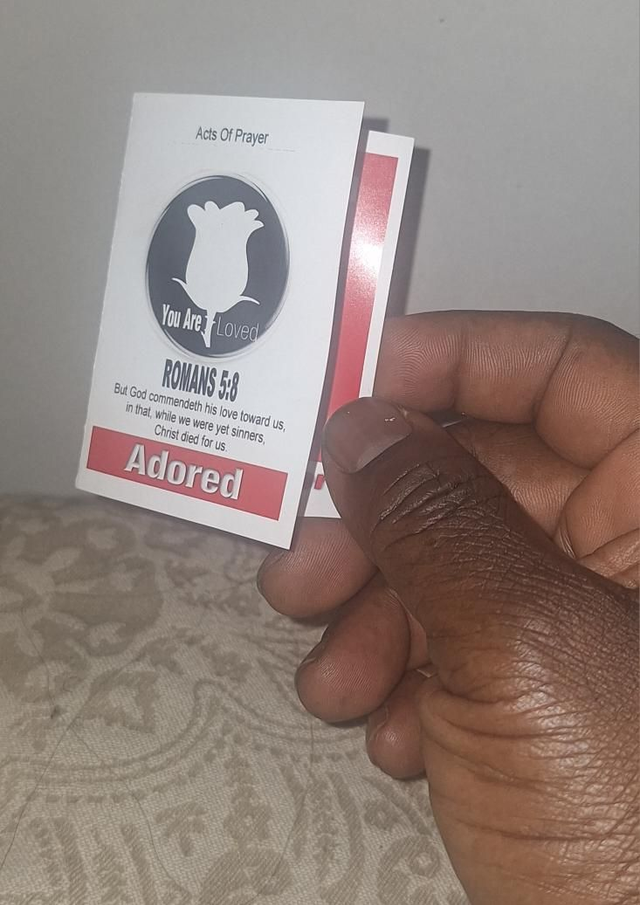 Acts Of Prayer
You Are Loved
ROMANS 5:8
But God commendeth his love toward us,
in that, while we were yet sinners,
Christ died for us.
Adored